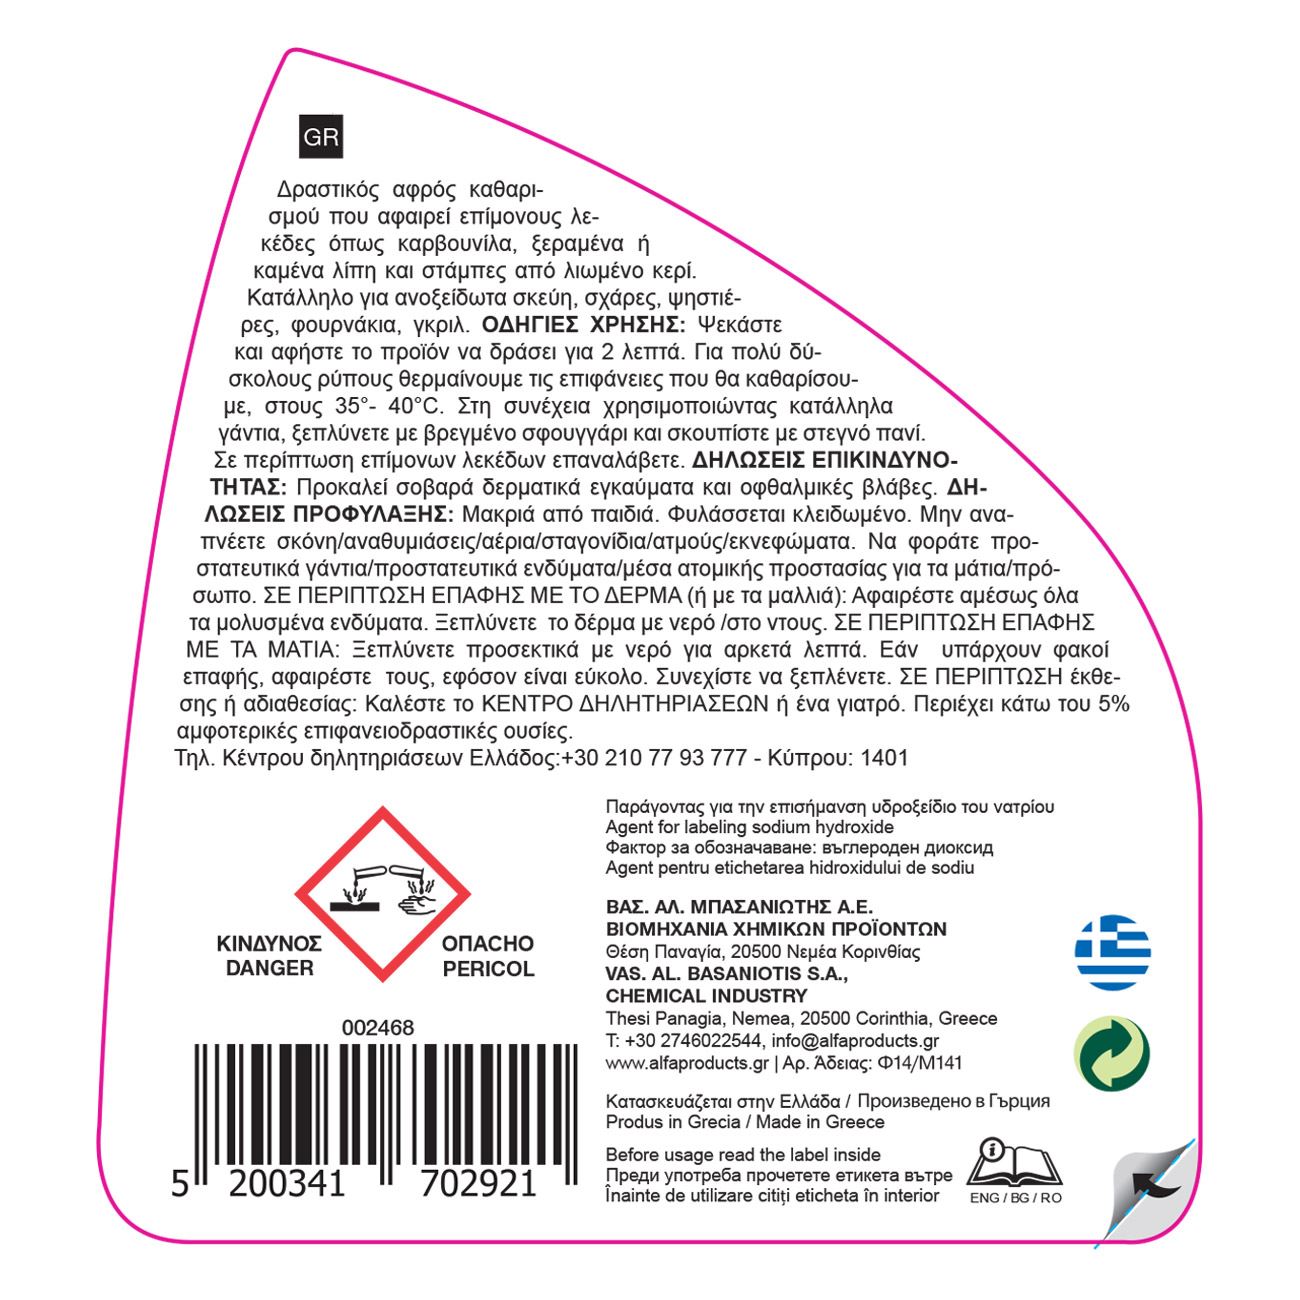 GR
Δραστικός αφρός καθαρι-
σμού που αφαιρεί επίμονους λε-
κέδες όπως καρβουνίλα, ξεραμένα ή
καμένα λίπη και στάμπες από λιωμένο κερί.
Κατάλληλο για ανοξείδωτα σκεύη, σχάρες, ψηστιέ-
ρες, φουρνάκια, γκριλ. ΟΔΗΓΙΕΣ ΧΡΗΣΗΣ: Ψεκάστε
και αφήστε το προϊόν να δράσει για 2 λεπτά. Για πολύ δύ-
σκολους ρύπους θερμαίνουμε τις επιφάνειες που θα καθαρίσου-
με, στους 35°- 40°C. Στη συνέχεια χρησιμοποιώντας κατάλληλα
γάντια, ξεπλύνετε με βρεγμένο σφουγγάρι και σκουπίστε με στεγνό πανί.
Σε περίπτωση επίμονων λεκέδων επαναλάβετε. ΔΗΛΩΣΕΙΣ ΕΠΙΚΙΝΔΥΝΟ-
ΤΗΤΑΣ: Προκαλεί σοβαρά δερματικά εγκαύματα και οφθαλμικές βλάβες. ΔΗ-
ΛΩΣΕΙΣ ΠΡΟΦΥΛΑΞΗΣ: Μακριά από παιδιά. Φυλάσσεται κλειδωμένο. Μην ανα-
πνέετε σκόνη/αναθυμιάσεις/αέρια/σταγονίδια/ατμούς/εκνεφώματα. Να φοράτε προ-
στατευτικά γάντια/προστατευτικά ενδύματα/μέσα ατομικής προστασίας για τα μάτια/πρό-
σωπο. ΣΕ ΠΕΡΙΠΤΩΣΗ ΕΠΑΦΗΣ ΜΕ ΤΟ ΔΕΡΜΑ (ή με τα μαλλιά): Αφαιρέστε αμέσως όλα
τα μολυσμένα ενδύματα. Ξεπλύνετε το δέρμα με νερό /στο ντους. ΣΕ ΠΕΡΙΠΤΩΣΗ ΕΠΑΦΗΣ
ΜΕ ΤΑ ΜΑΤΙΑ: Ξεπλύνετε προσεκτικά με νερό για αρκετά λεπτά. Εάν υπάρχουν φακοί
επαφής, αφαιρέστε τους, εφόσον είναι εύκολο. Συνεχίστε να ξεπλένετε. ΣΕ ΠΕΡΙΠΤΩΣΗ έκθε-
σης ή αδιαθεσίας: Καλέστε το ΚΕΝΤΡΟ ΔΗΛΗΤΗΡΙΑΣΕΩΝ ή ένα γιατρό. Περιέχει κάτω του 5%
αμφοτερικές επιφανειοδραστικές ουσίες.
Τηλ. Κέντρου δηλητηριάσεων Ελλάδος:+30 210 77 93 777 - Κύπρου: 1401
Παράγοντας για την επισήμανση υδροξείδιο του νατρίου
Agent for labeling sodium hydroxide
Фактор за обозначаване: въглероден диоксид
Agent pentru etichetarea hidroxidului de sodiu
ΚΙΝΔΥΝΟΣ
DANGER
ОПАСНО
PERICOL
ΒΑΣ. ΑΛ. ΜΠΑΣΑΝΙΩΤΗΣ Α.Ε.
ΒΙΟΜΗΧΑΝΙΑ ΧΗΜΙΚΩΝ ΠΡΟΪΟΝΤΩΝ
Θέση Παναγία, 20500 Νεμέα Κορινθίας
VAS. AL. BASANIOTIS S.A.,
CHEMICAL INDUSTRY
Thesi Panagia, Nemea, 20500 Corinthia, Greece
T: +30 2746022544, info@alfaproducts.gr
www.alfaproducts.gr | Αρ. Άδειας: Φ14/Μ141
Κατασκευάζεται στην Ελλάδα / Произведено в Гърция
Produs in Grecia / Made in Greece
Before usage read the label inside
Преди употреба прочетете етикета вътре
Înainte de utilizare citiți eticheta în interior
ENG / BG / RO
002468
5 200341 702921